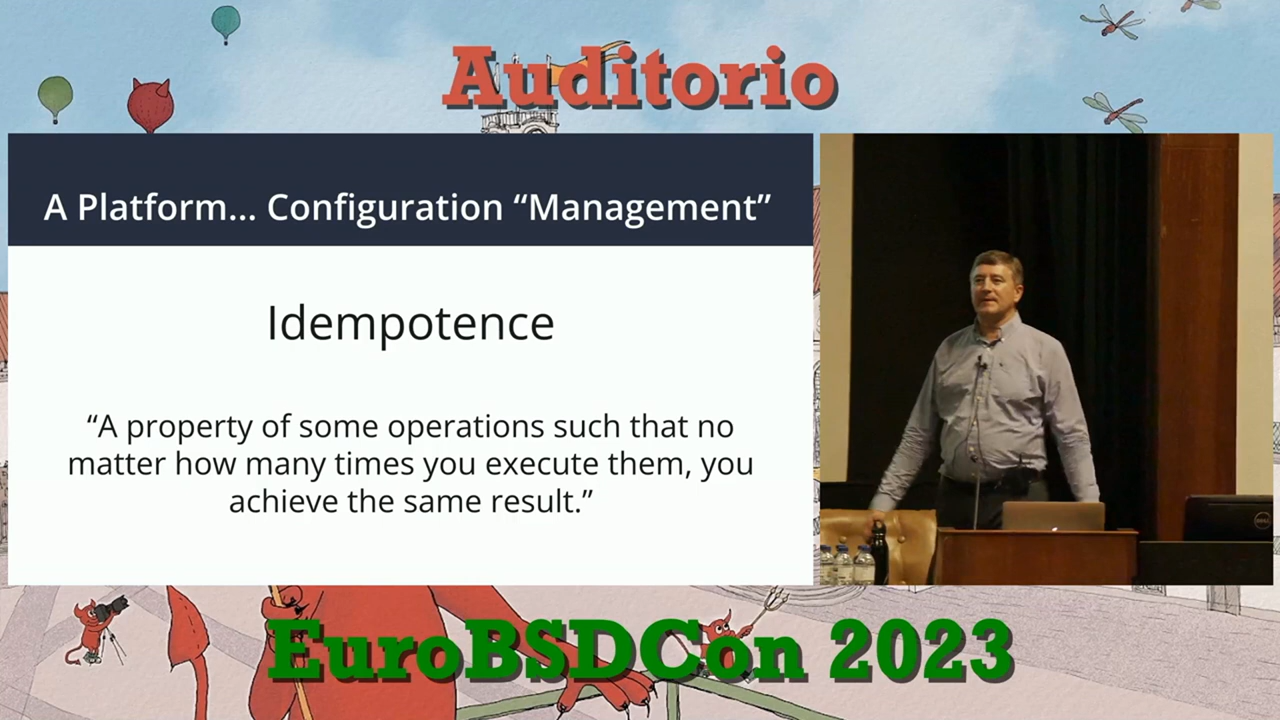 Auditorio
A Platform... Configuration “Management”
Idempotence
“A property of some operations such that no
matter how many times you execute them, you
achieve the same result.”
DELL
EuroBSDCon 2023